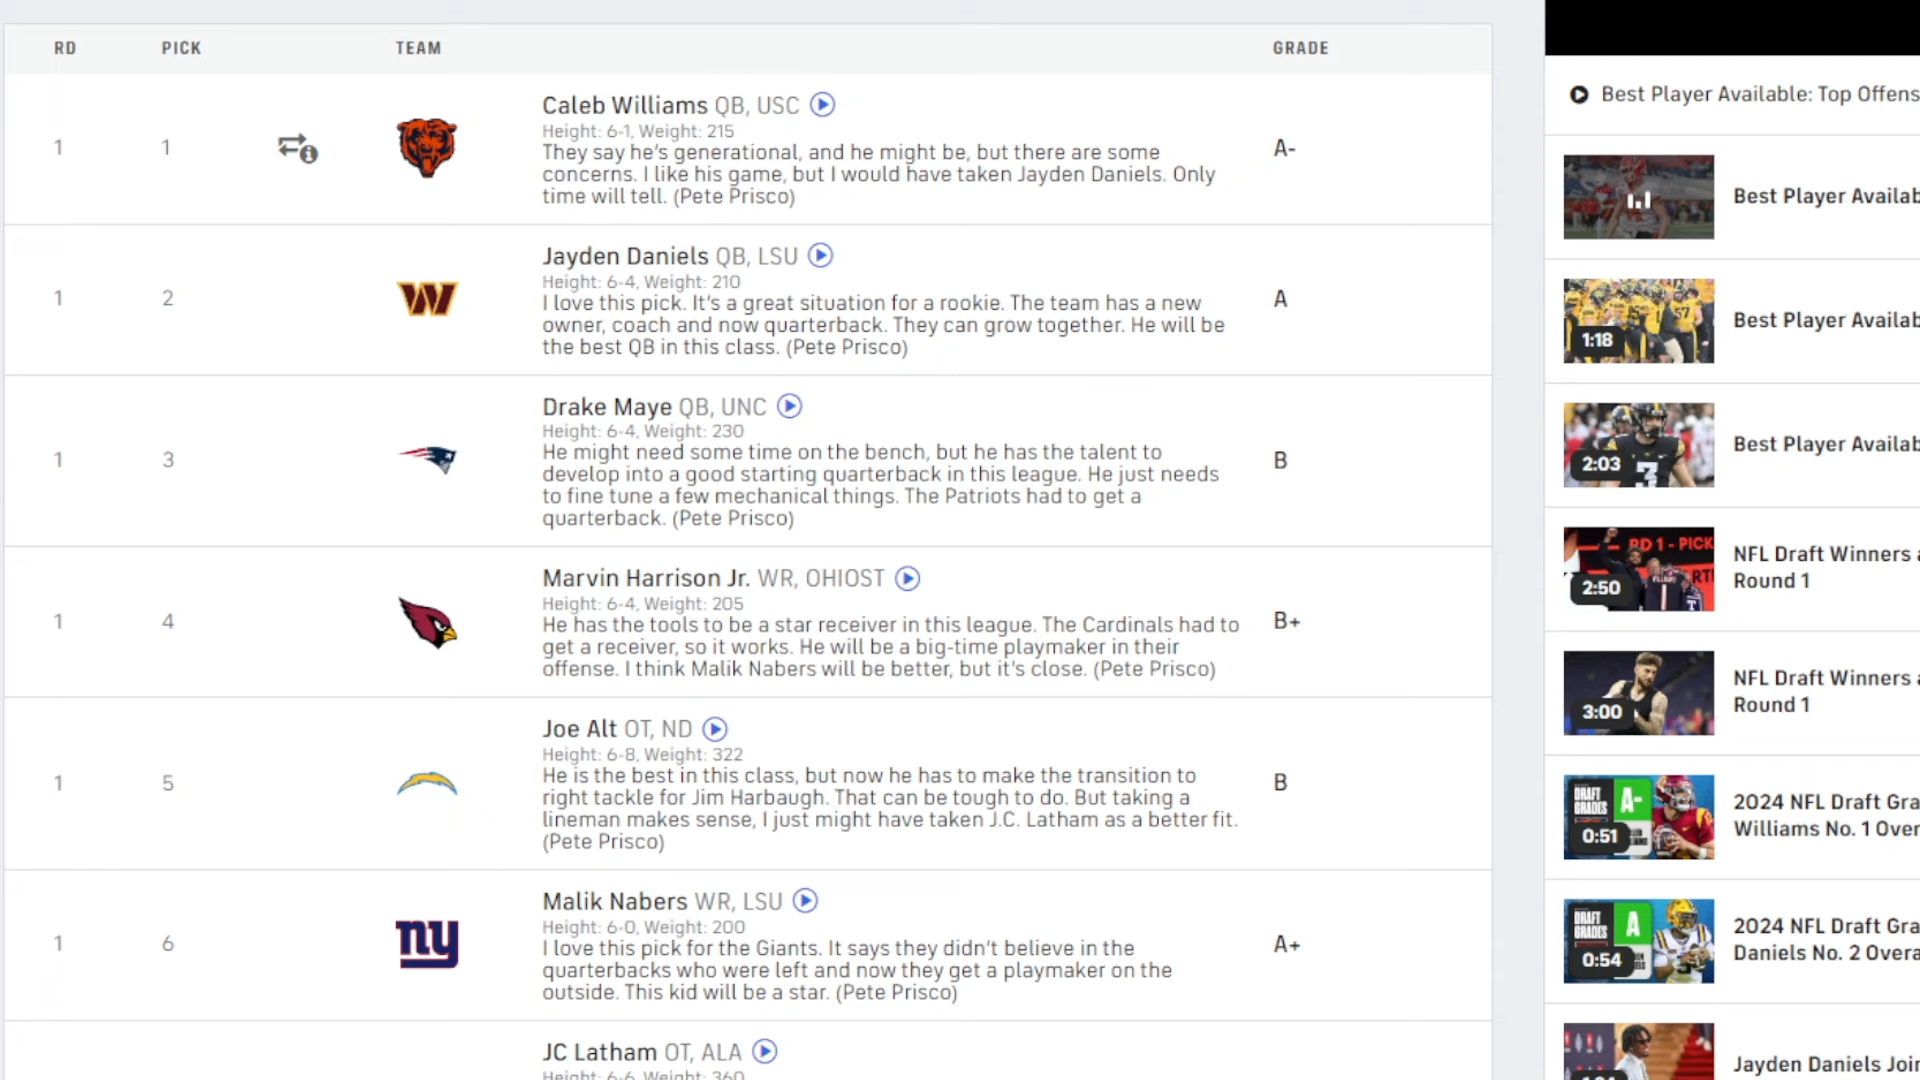 RD PICK TEAM GRADE
1 1 Caleb Williams QB, USC A-
Height: 6-1, Weight: 215
They say he's generational, and he might be, but there are some
concerns. I like his game, but I would have taken Jayden Daniels. Only
time will tell. (Pete Prisco)
1 2 Jayden Daniels QB, LSU A
Height: 6-4, Weight: 210
I love this pick. It's a great situation for a rookie. The team has a new
owner, coach and now quarterback. They can grow together. He will be
the best QB in this class. (Pete Prisco)
1 3 Drake Maye QB, UNC B
Height: 6-4, Weight: 230
He might need some time on the bench, but he has the talent to
develop into a good starting quarterback in this league. He just needs
to fine tune a few mechanical things. The Patriots had to get a
quarterback. (Pete Prisco)
1 4 Marvin Harrison Jr. WR, OHIOST B+
Height: 6-4, Weight: 205
He has the tools to be a star receiver in this league. The Cardinals had to
get a receiver, so it works. He will be a big-time playmaker in their
offense. I think Malik Nabers will be better, but it's close. (Pete Prisco)
1 5 Joe Alt OT, ND B
Height: 6-8, Weight: 322
He is the best in this class, but now he has to make the transition to
right tackle for Jim Harbaugh. That can be tough to do. But taking a
lineman makes sense, I just might have taken J.C. Latham as a better fit.
(Pete Prisco)
1 6 ny Malik Nabers WR, LSU A+
Height: 6-0, Weight: 200
I love this pick for the Giants. It says they didn't believe in the
quarterbacks who were left and now they get a playmaker on the
outside. This kid will be a star. (Pete Prisco)
JC Latham OT, ALA
Height: 6-6, Weight: 360
Best Player Available: Top Offens
Best Player Availab
1:18
Best Player Availab
2:03
Best Player Availab
RD 1 - PICK
2:50
NFL Draft Winners a
Round 1
3:00
NFL Draft Winners a
Round 1
DRAFT GRADES A-
0:51
2024 NFL Draft Gra
Williams No. 1 Over
DRAFT GRADES A
0:54
2024 NFL Draft Gra
Daniels No. 2 Overa
Jayden Daniels Join